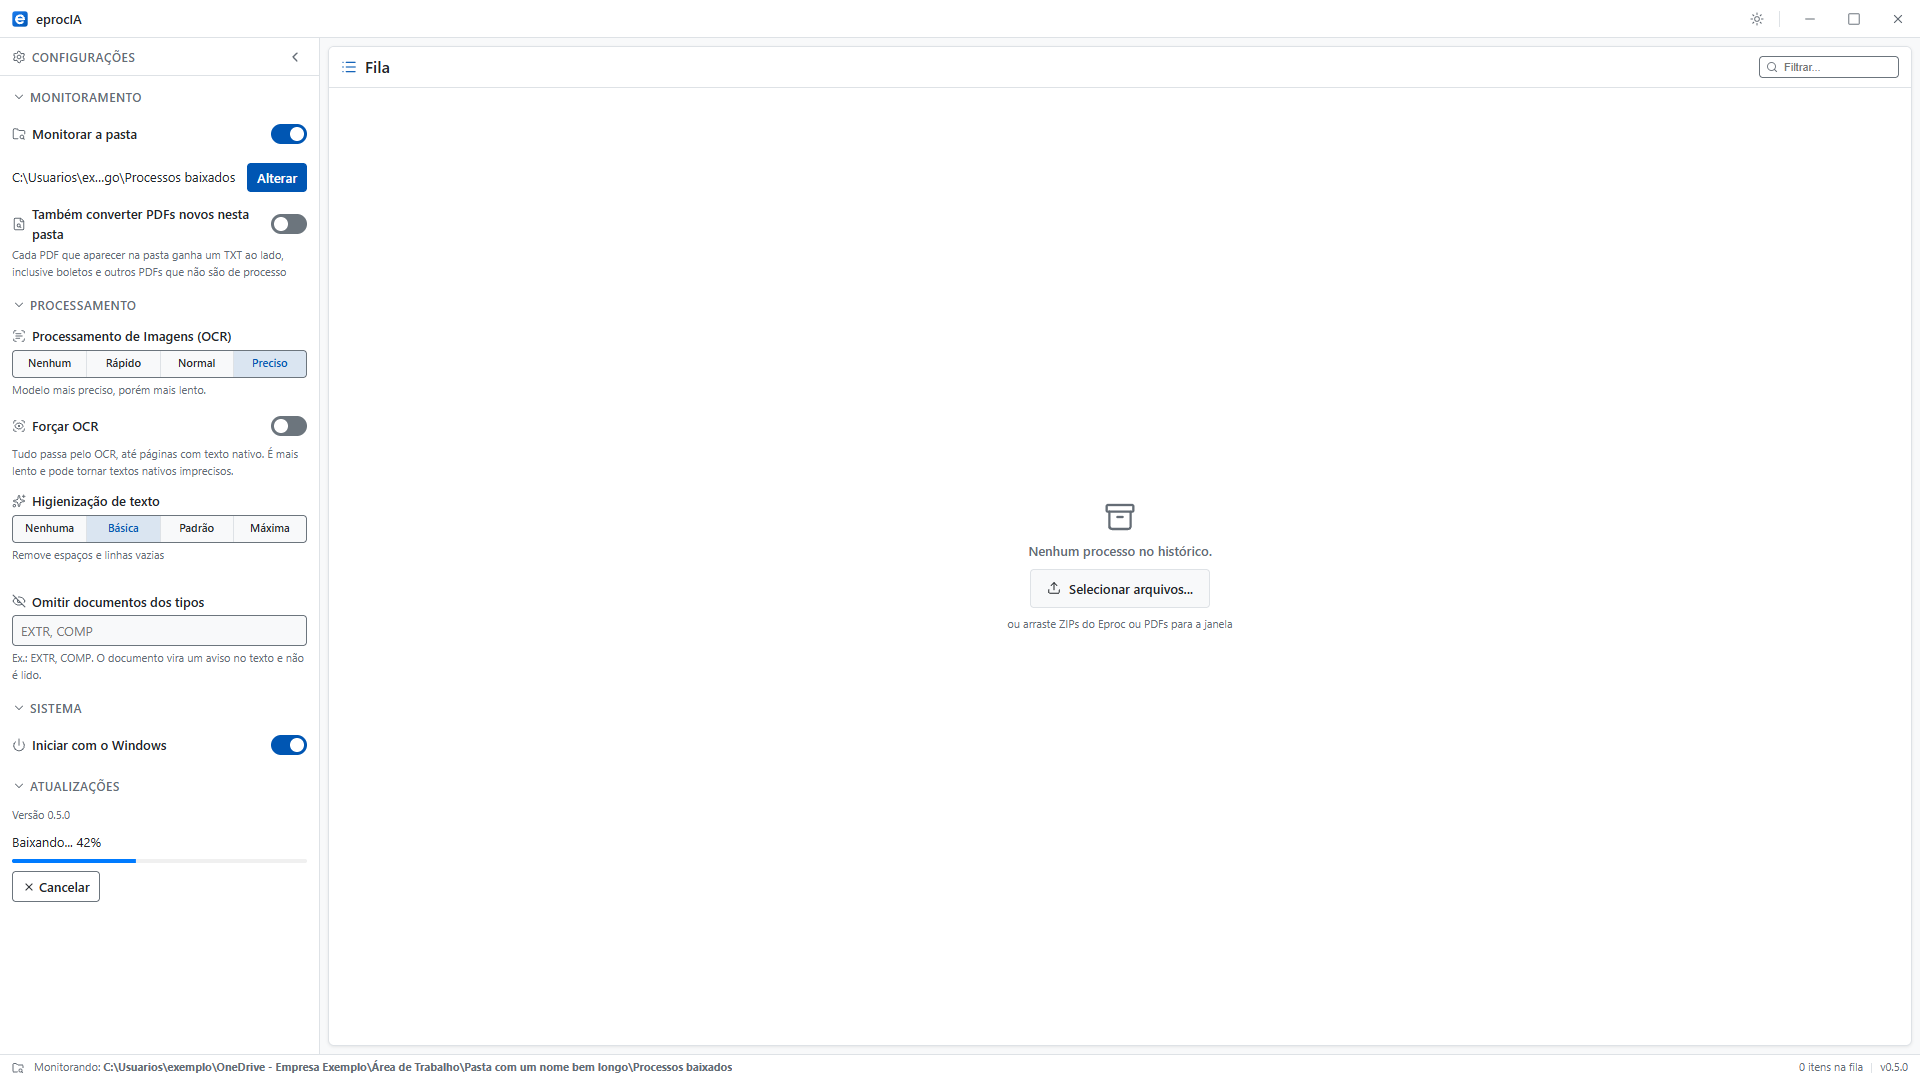 eprocIA
CONFIGURAÇÕES
MONITORAMENTO
Monitorar a pasta
C:\Usuarios\ex...go\Processos baixados
Alterar
Também converter PDFs novos nesta
pasta
Cada PDF que aparecer na pasta ganha um TXT ao lado,
inclusive boletos e outros PDFs que não são de processo
PROCESSAMENTO
Processamento de Imagens (OCR)
Nenhum Rápido Normal Preciso
Modelo mais preciso, porém mais lento.
Forçar OCR
Tudo passa pelo OCR, até páginas com texto nativo. É mais
lento e pode tornar textos nativos imprecisos.
Higienização de texto
Nenhuma Básica Padrão Máxima
Remove espaços e linhas vazias
Omitir documentos dos tipos
EXTR, COMP
Ex.: EXTR, COMP. O documento vira um aviso no texto e não
é lido.
SISTEMA
Iniciar com o Windows
ATUALIZAÇÕES
Versão 0.5.0
Baixando... 42%
Cancelar
Fila
Filtrar...
Nenhum processo no histórico.
Selecionar arquivos...
ou arraste ZIPs do Eproc ou PDFs para a janela
Monitorando: C:\Usuarios\exemplo\OneDrive - Empresa Exemplo\Área de Trabalho\Pasta com um nome bem longo\Processos baixados
0 itens na fila
v0.5.0